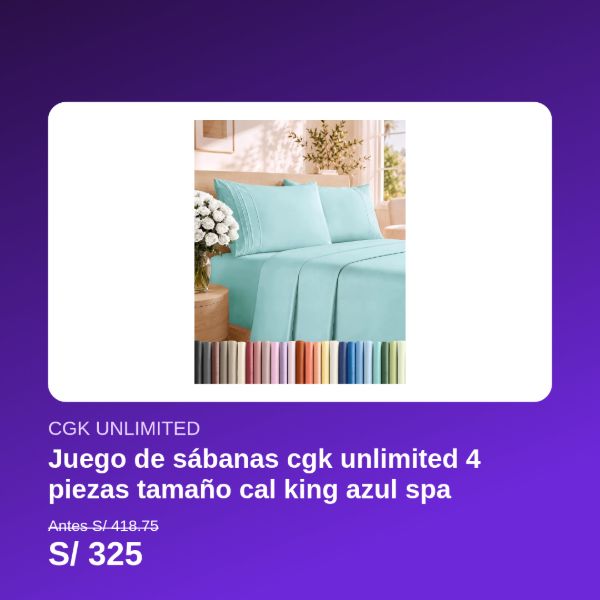 CGK UNLIMITED
Juego de sábanas cgk unlimited 4
piezas tamaño cal king azul spa
Antes S/ 418.75
S/ 325